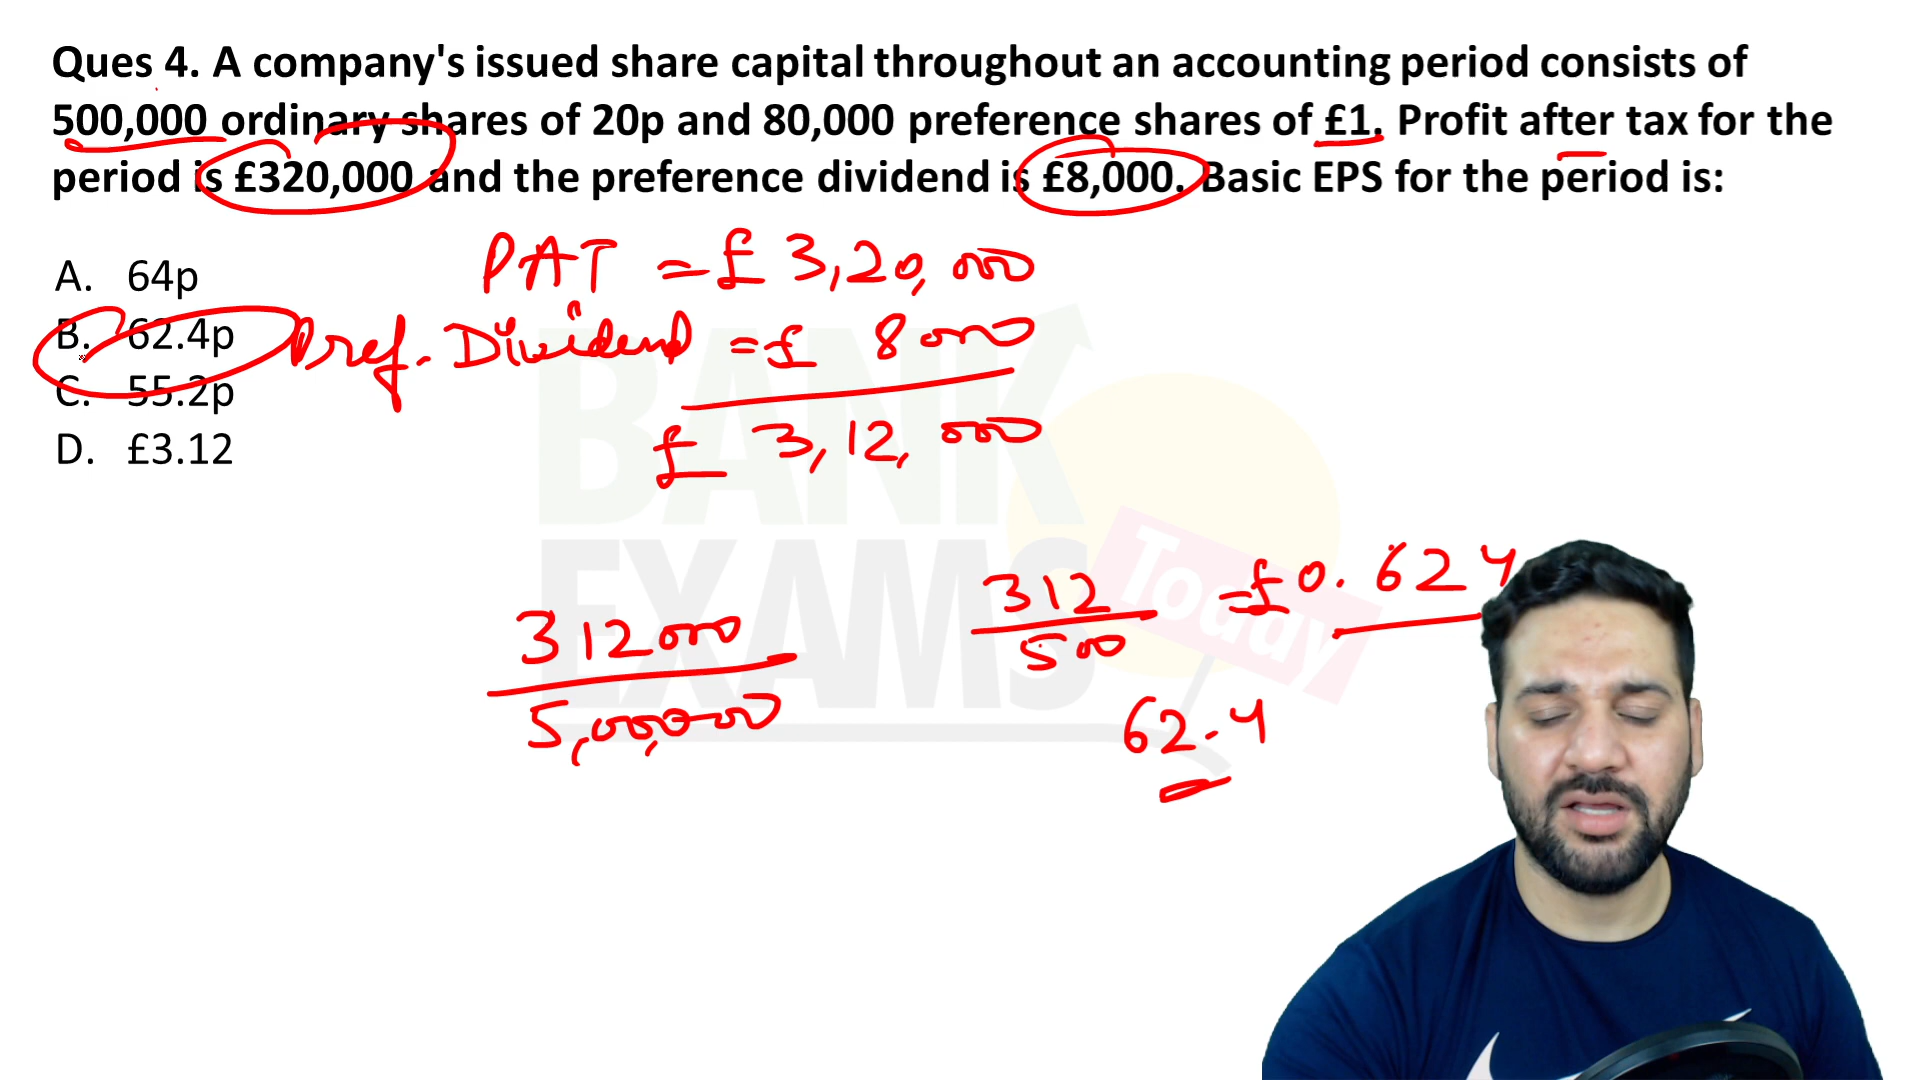 Ques 4. A company's issued share capital throughout an accounting period consists of
500,000 ordinary shares of 20p and 80,000 preference shares of £1. Profit after tax for the
period is £320,000 and the preference dividend is £8,000. Basic EPS for the period is:
A. 64p
B. 62.4p
C. 55.2p
D. £3.12
PAT = £ 3,20,000
Pref. Dividend = £ 8000
£ 3,12,000
312000
5,00,000
312
500
= £0.624
62.4
BANK
EXAMS
Today